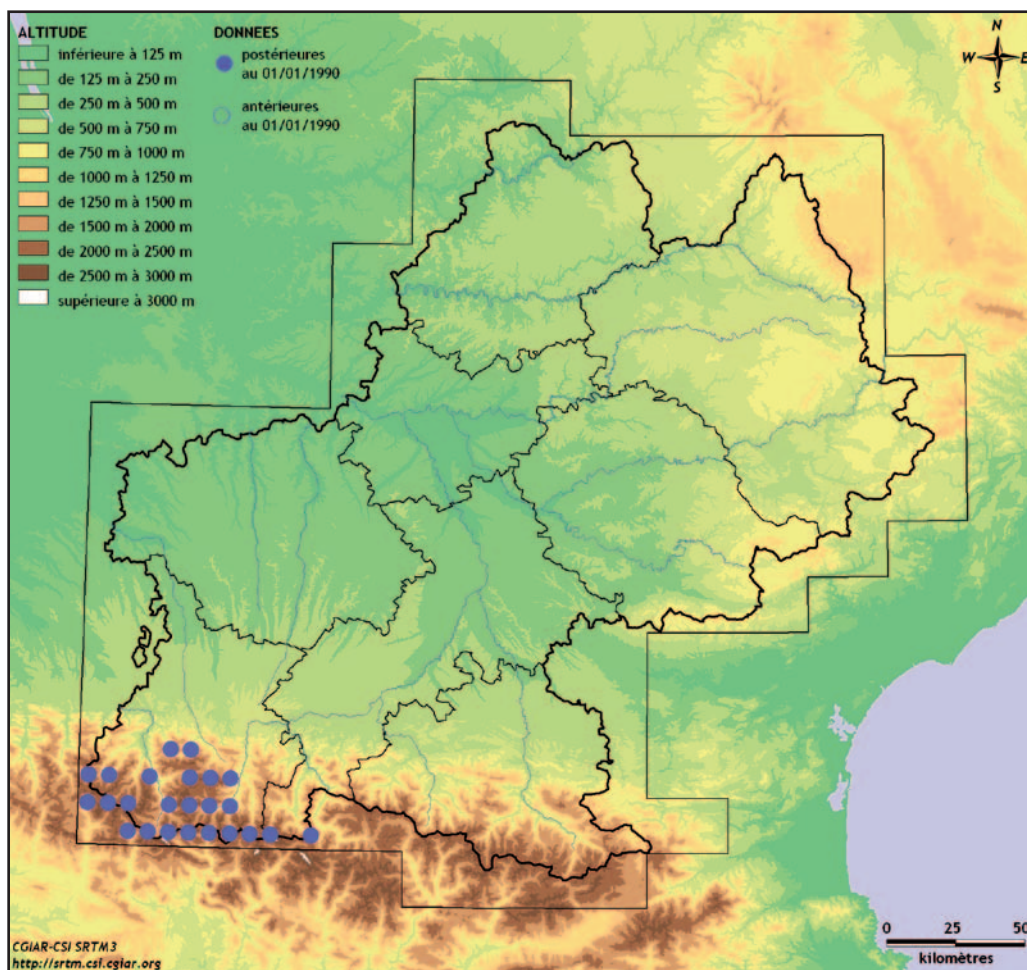 ALTITUDE
inférieure à 125 m
de 125 m à 250 m
de 250 m à 500 m
de 500 m à 750 m
de 750 m à 1000 m
de 1000 m à 1250 m
de 1250 m à 1500 m
de 1500 m à 2000 m
de 2000 m à 2500 m
de 2500 m à 3000 m
supérieure à 3000 m
DONNEES
postérieures
au 01/01/1990
antérieures
au 01/01/1990
N
W E
S
CGIAR-CSI SRTM3
http://srtm.csi.cgiar.org
0 25 50
kilomètres